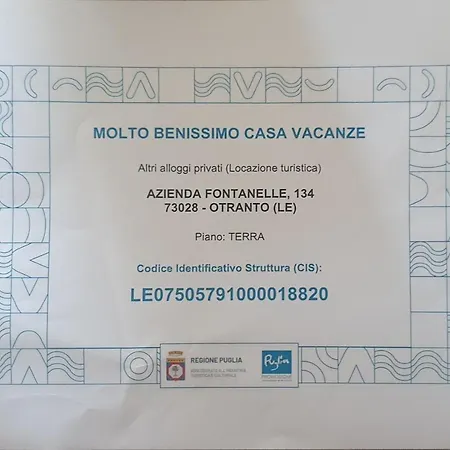 MOLTO BENISSIMO CASA VACANZE
Altri alloggi privati (Locazione turistica)
AZIENDA FONTANELLE, 134
73028 - OTRANTO (LE)
Piano: TERRA
Codice Identificativo Struttura (CIS):
LE07505791000018820
REGIONE PUGLIA
Puglia